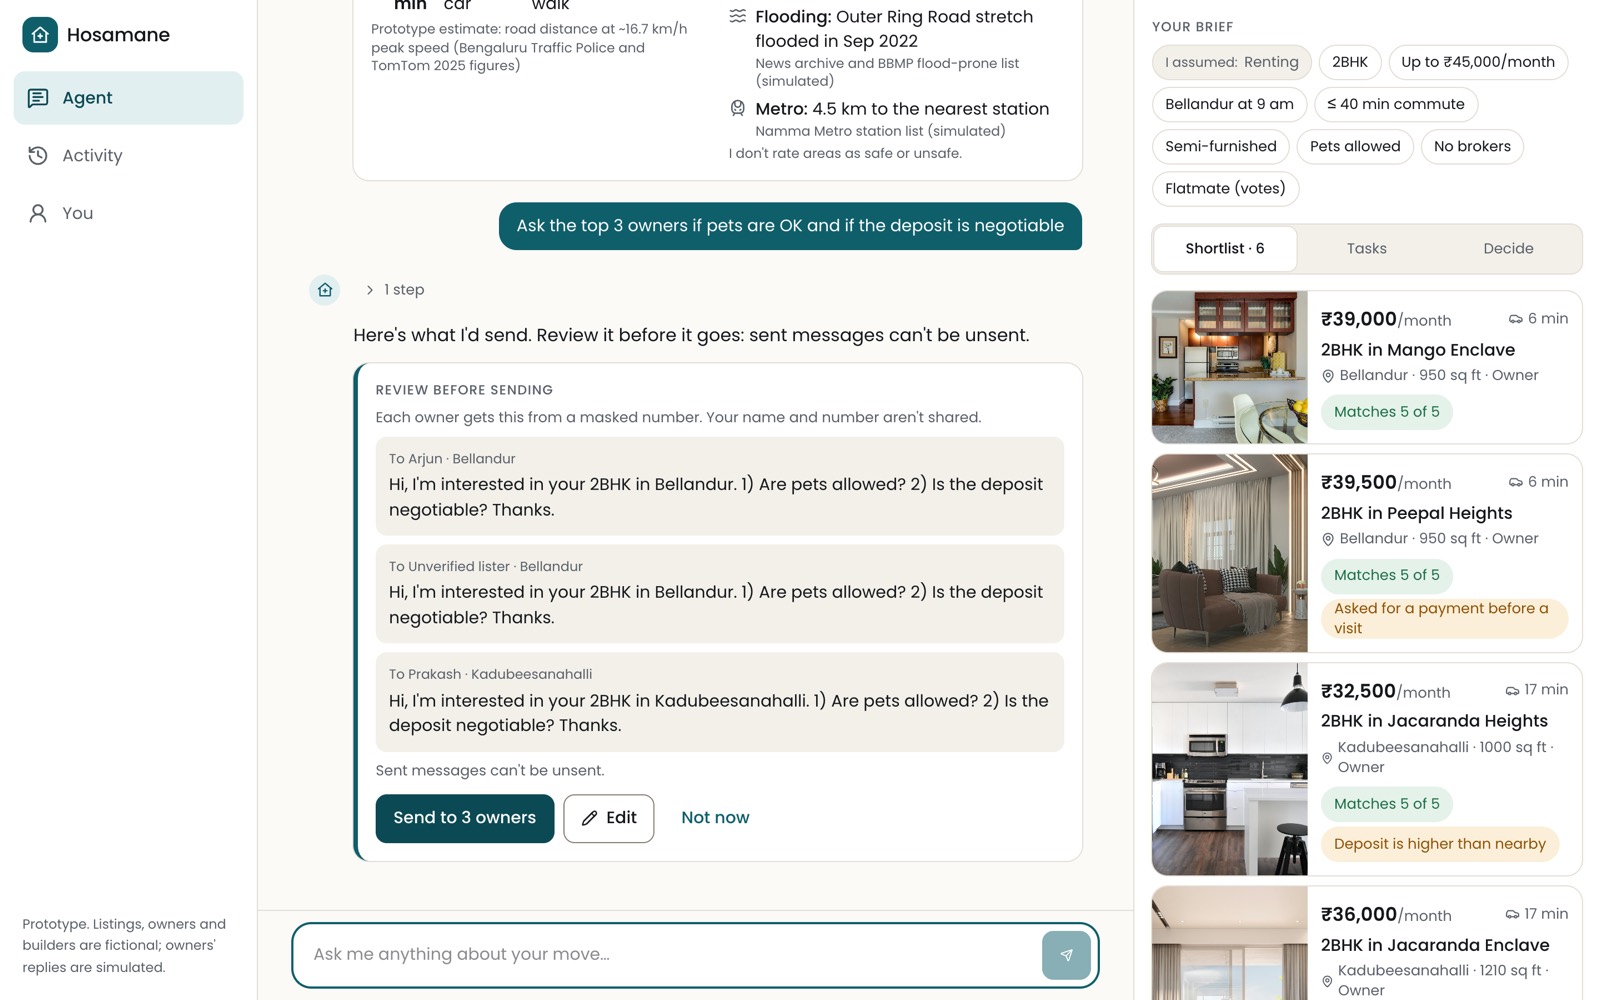 Hosamane
Agent
Activity
You
Prototype. Listings, owners and
builders are fictional; owners'
replies are simulated.
min car walk
Prototype estimate: road distance at ~16.7 km/h
peak speed (Bengaluru Traffic Police and
TomTom 2025 figures)
Flooding: Outer Ring Road stretch
flooded in Sep 2022
News archive and BBMP flood-prone list
(simulated)
Metro: 4.5 km to the nearest station
Namma Metro station list (simulated)
I don't rate areas as safe or unsafe.
Ask the top 3 owners if pets are OK and if the deposit is negotiable
1 step
Here's what I'd send. Review it before it goes: sent messages can't be unsent.
REVIEW BEFORE SENDING
Each owner gets this from a masked number. Your name and number aren't shared.
To Arjun · Bellandur
Hi, I'm interested in your 2BHK in Bellandur. 1) Are pets allowed? 2) Is the deposit
negotiable? Thanks.
To Unverified lister · Bellandur
Hi, I'm interested in your 2BHK in Bellandur. 1) Are pets allowed? 2) Is the deposit
negotiable? Thanks.
To Prakash · Kadubeesanahalli
Hi, I'm interested in your 2BHK in Kadubeesanahalli. 1) Are pets allowed? 2) Is the
deposit negotiable? Thanks.
Sent messages can't be unsent.
Send to 3 owners
Edit
Not now
Ask me anything about your move...
YOUR BRIEF
I assumed: Renting
2BHK
Up to ₹45,000/month
Bellandur at 9 am
≤ 40 min commute
Semi-furnished
Pets allowed
No brokers
Flatmate (votes)
Shortlist · 6
Tasks
Decide
₹39,000/month
6 min
2BHK in Mango Enclave
Bellandur · 950 sq ft · Owner
Matches 5 of 5
₹39,500/month
6 min
2BHK in Peepal Heights
Bellandur · 950 sq ft · Owner
Matches 5 of 5
Asked for a payment before a
visit
₹32,500/month
17 min
2BHK in Jacaranda Heights
Kadubeesanahalli · 1000 sq ft ·
Owner
Matches 5 of 5
Deposit is higher than nearby
₹36,000/month
17 min
2BHK in Jacaranda Enclave
Kadubeesanahalli · 1210 sq ft ·
Owner